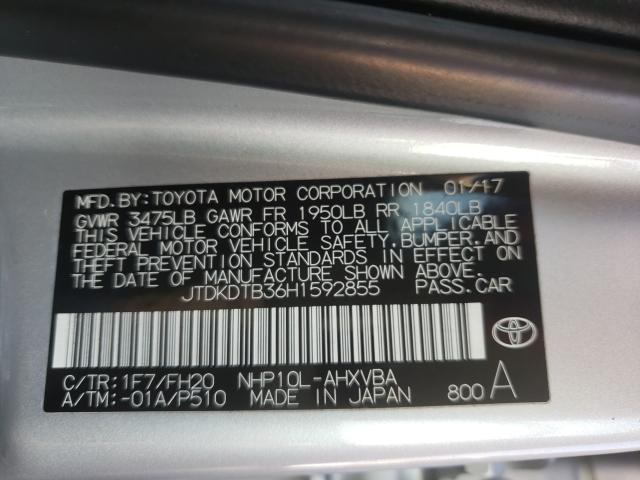 MFD. BY: TOYOTA MOTOR CORPORATION 01/17
GVWR 3475LB GAWR FR 1950LB RR 1840LB
THIS VEHICLE CONFORMS TO ALL APPLICABLE
FEDERAL MOTOR VEHICLE SAFETY, BUMPER, AND
THEFT PREVENTION STANDARDS IN EFFECT ON
THE DATE OF MANUFACTURE SHOWN ABOVE.
JTDKDTB36H1592855 PASS. CAR
C/TR: 1F7/FH20 NHP10L-AHXVBA
A/TM: -01A/P510 MADE IN JAPAN 800 A